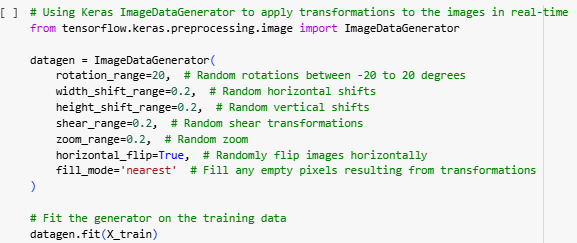 [ ] # Using Keras ImageDataGenerator to apply transformations to the images in real-time
from tensorflow.keras.preprocessing.image import ImageDataGenerator

datagen = ImageDataGenerator(
    rotation_range=20,  # Random rotations between -20 to 20 degrees
    width_shift_range=0.2,  # Random horizontal shifts
    height_shift_range=0.2,  # Random vertical shifts
    shear_range=0.2,  # Random shear transformations
    zoom_range=0.2,  # Random zoom
    horizontal_flip=True,  # Randomly flip images horizontally
    fill_mode='nearest'  # Fill any empty pixels resulting from transformations
)

# Fit the generator on the training data
datagen.fit(X_train)